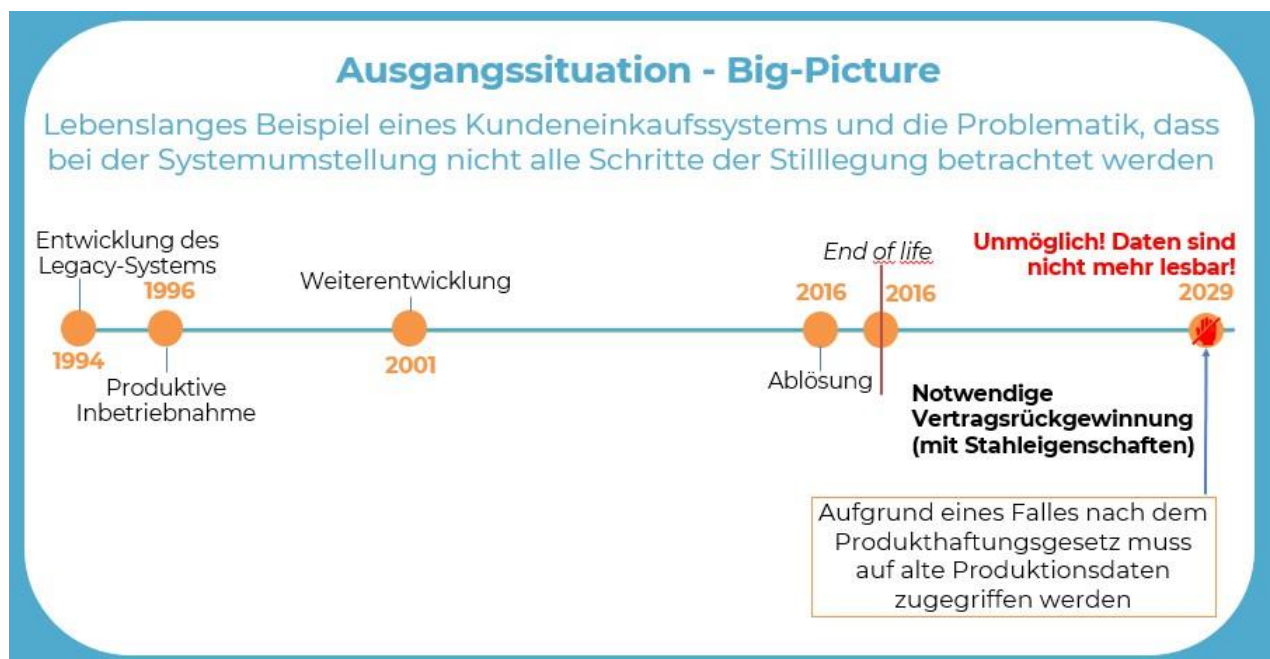 Ausgangssituation - Big-Picture
Lebenslanges Beispiel eines Kundeneinkaufssystems und die Problematik, dass
bei der Systemumstellung nicht alle Schritte der Stilllegung betrachtet werden
Entwicklung des
Legacy-Systems
1994
1996
Produktive
Inbetriebnahme
Weiterentwicklung
2001
2016
Ablösung
End of life
2016
Unmöglich! Daten sind
nicht mehr lesbar!
2029
Notwendige
Vertragsrückgewinnung
(mit Stahleigenschaften)
Aufgrund eines Falles nach dem
Produkthaftungsgesetz muss
auf alte Produktionsdaten
zugegriffen werden